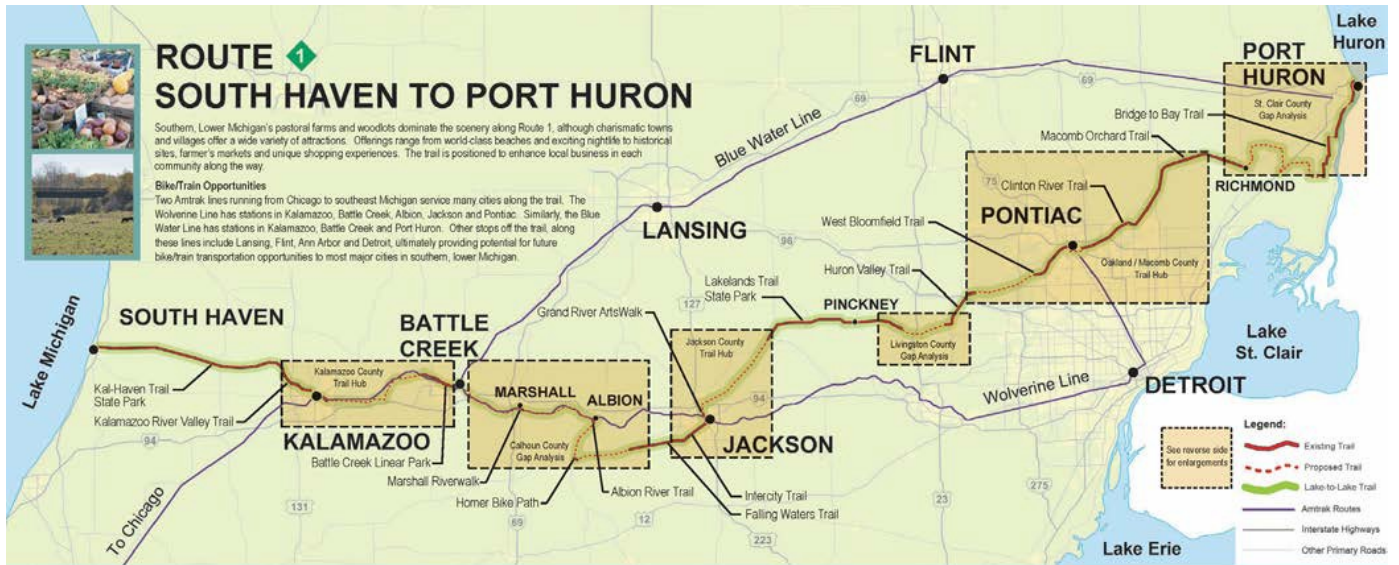 ROUTE 1
SOUTH HAVEN TO PORT HURON
Southern, Lower Michigan's pastoral farms and woodlots dominate the scenery along Route 1, although charismatic towns
and villages offer a wide variety of attractions. Offerings range from world-class beaches and exciting nightlife to historical
sites, farmer's markets and unique shopping experiences. The trail is positioned to enhance local business in each
community along the way.
Bike/Train Opportunities
Two Amtrak lines running from Chicago to southeast Michigan service many cities along the trail. The
Wolverine Line has stations in Kalamazoo, Battle Creek, Albion, Jackson and Pontiac. Similarly, the Blue
Water Line has stations in Kalamazoo, Battle Creek and Port Huron. Other stops off the trail, along
these lines include Lansing, Flint, Ann Arbor and Detroit, ultimately providing potential for future
bike/train transportation opportunities to most major cities in southern, lower Michigan.
Lake
Huron
PORT
HURON
FLINT
69
69
St. Clair County
Gap Analysis
Bridge to Bay Trail
Macomb Orchard Trail
Blue Water Line
RICHMOND
75
Clinton River Trail
PONTIAC
West Bloomfield Trail
LANSING
96
Oakland / Macomb County
Trail Hub
Huron Valley Trail
Lakelands Trail
State Park
127
PINCKNEY
Grand River ArtsWalk
Jackson County
Trail Hub
Livingston County
Gap Analysis
Lake
St. Clair
SOUTH HAVEN
BATTLE
CREEK
Lake Michigan
Kalamazoo County
Trail Hub
MARSHALL
ALBION
94
Wolverine Line
DETROIT
Kal-Haven Trail
State Park
Kalamazoo River Valley Trail
94
KALAMAZOO
Calhoun County
Gap Analysis
JACKSON
Battle Creek Linear Park
Marshall Riverwalk
Homer Bike Path
Albion River Trail
Intercity Trail
Falling Waters Trail
To Chicago
131
69
12
223
23
275
Lake Erie
See reverse side
for enlargements
Legend:
Existing Trail
Proposed Trail
Lake-to-Lake Trail
Amtrak Routes
Interstate Highways
Other Primary Roads